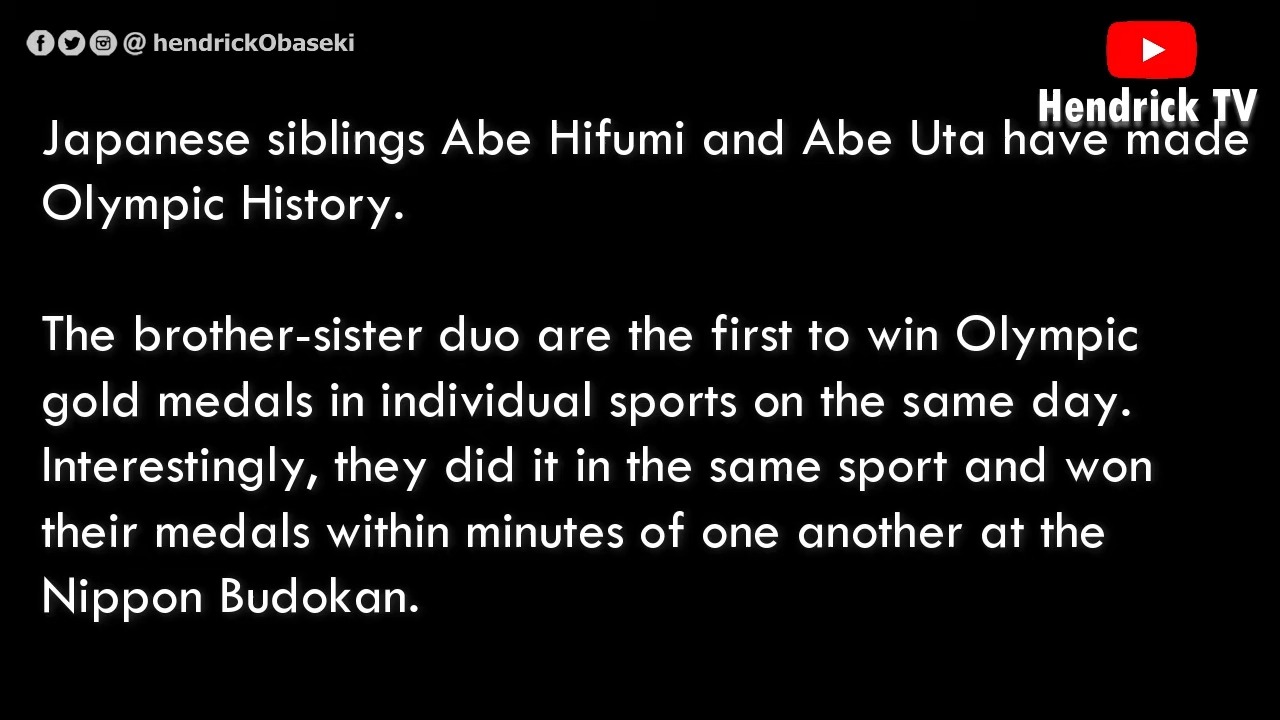 @ hendrickObaseki
Hendrick TV
Japanese siblings Abe Hifumi and Abe Uta have made
Olympic History.
The brother-sister duo are the first to win Olympic
gold medals in individual sports on the same day.
Interestingly, they did it in the same sport and won
their medals within minutes of one another at the
Nippon Budokan.